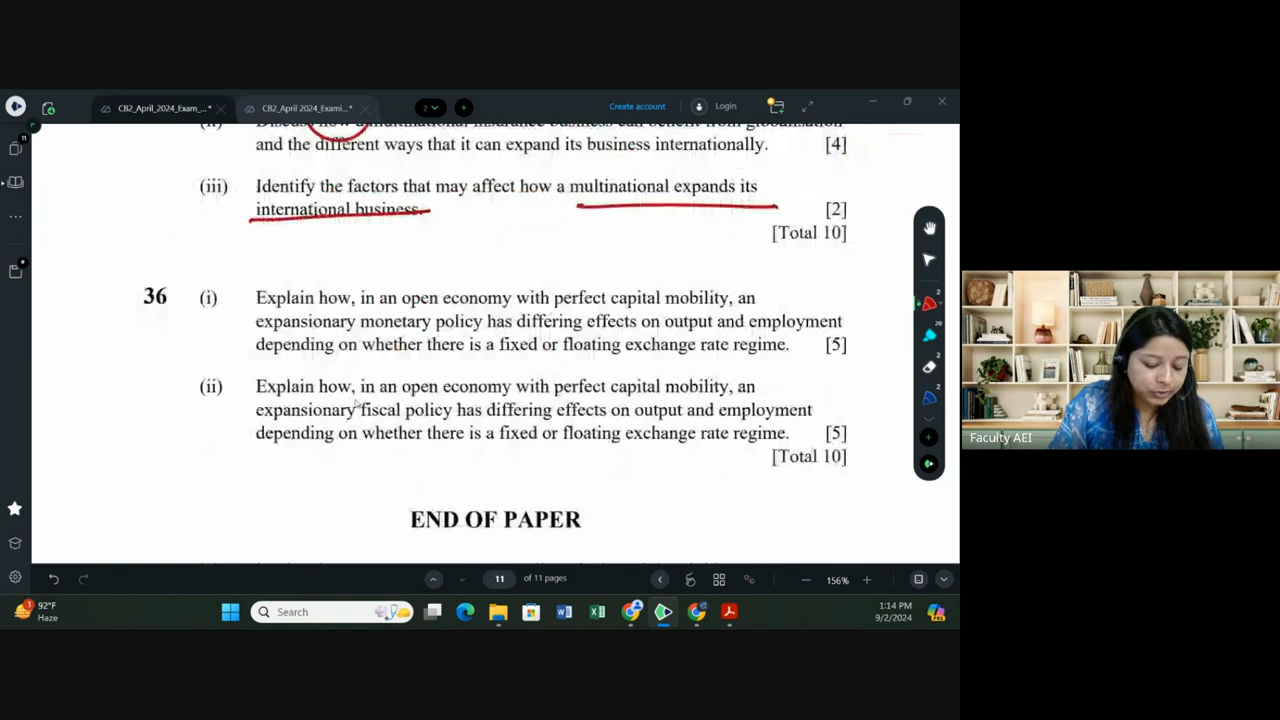 CB2_April_2024_Exam_...*
CB2_April 2024_Exami...*
2
Create account
Login
and the different ways that it can expand its business internationally. [4]
(iii) Identify the factors that may affect how a multinational expands its
international business. [2]
[Total 10]
36 (i) Explain how, in an open economy with perfect capital mobility, an
expansionary monetary policy has differing effects on output and employment
depending on whether there is a fixed or floating exchange rate regime. [5]
(ii) Explain how, in an open economy with perfect capital mobility, an
expansionary fiscal policy has differing effects on output and employment
depending on whether there is a fixed or floating exchange rate regime. [5]
[Total 10]
END OF PAPER
Faculty AEI
11 of 11 pages
156%
92°F
Haze
Search
1:14 PM
9/2/2024